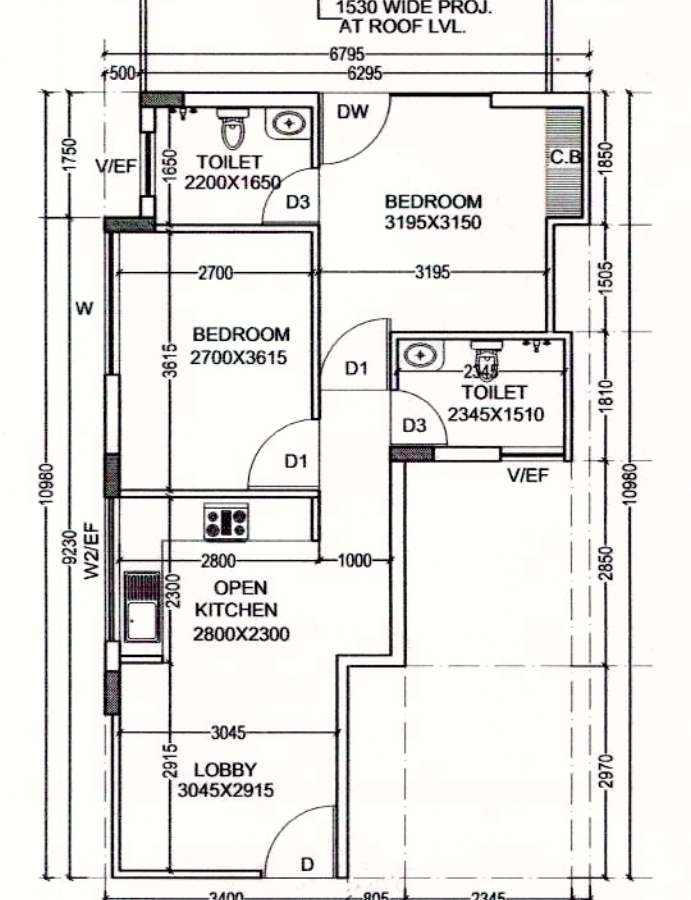 1530 WIDE PROJ.
AT ROOF LVL.
6795
500
6295
DW
V/EF
1750
1650
TOILET
2200X1650
D3
C.B
1850
BEDROOM
3195X3150
2700
3195
1505
W
BEDROOM
2700X3615
3615
D1
2345
TOILET
2345X1510
1810
D3
D1
V/EF
10980
9230
W2/EF
10980
2800
1000
2850
2300
OPEN
KITCHEN
2800X2300
3045
2915
LOBBY
3045X2915
2970
D
3400
805
2345